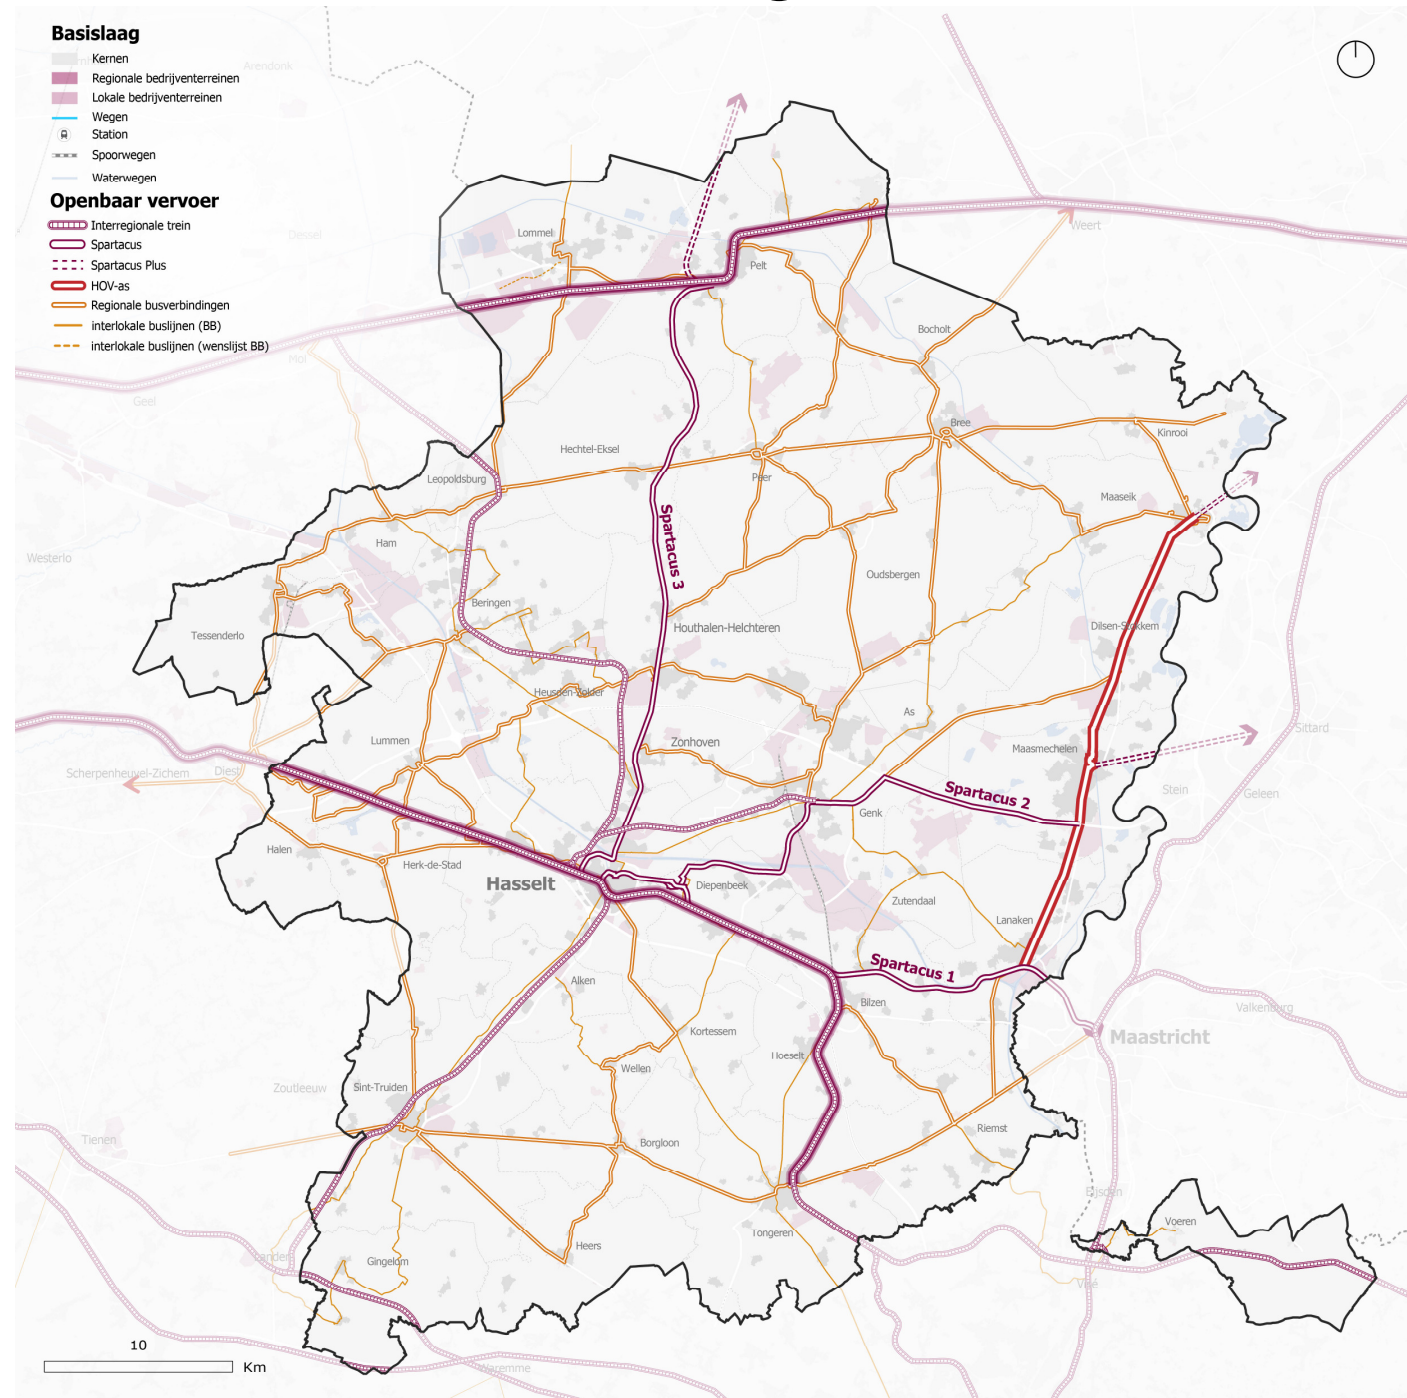 Basislaag
Kernen
Regionale bedrijventerreinen
Lokale bedrijventerreinen
Wegen
Station
Spoorwegen
Waterwegen
Openbaar vervoer
Interregionale trein
Spartacus
Spartacus Plus
HOV-as
Regionale busverbindingen
interlokale buslijnen (BB)
interlokale buslijnen (wenslijst BB)
Arendonk
Dessel
Mol
Geel
Lommel
Pelt
Weert
Bocholt
Bree
Kinrooi
Hechtel-Eksel
Peer
Leopoldsburg
Maaseik
Westerlo
Ham
Spartacus 3
Oudsbergen
Tessenderlo
Beringen
Houthalen-Helchteren
Dilsen-Stokkem
Heusden-Zolder
As
Lummen
Zonhoven
Maasmechelen
Sittard
Scherpenheuvel-Zichem
Diest
Stein
Geleen
Spartacus 2
Genk
Halen
Herk-de-Stad
Hasselt
Diepenbeek
Zutendaal
Lanaken
Spartacus 1
Alken
Bilzen
Valkenburg
Kortessem
Hoeselt
Maastricht
Wellen
Zoutleeuw
Sint-Truiden
Tienen
Borgloon
Riemst
Eijsden
Voeren
Tongeren
Heers
Landen
Gingelom
Visé
Waremme
10
Km